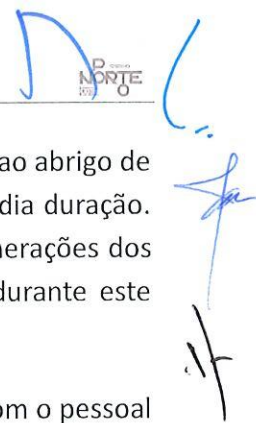 NORTE
ao abrigo de
dia duração.
nerações dos
durante este
om o pessoal